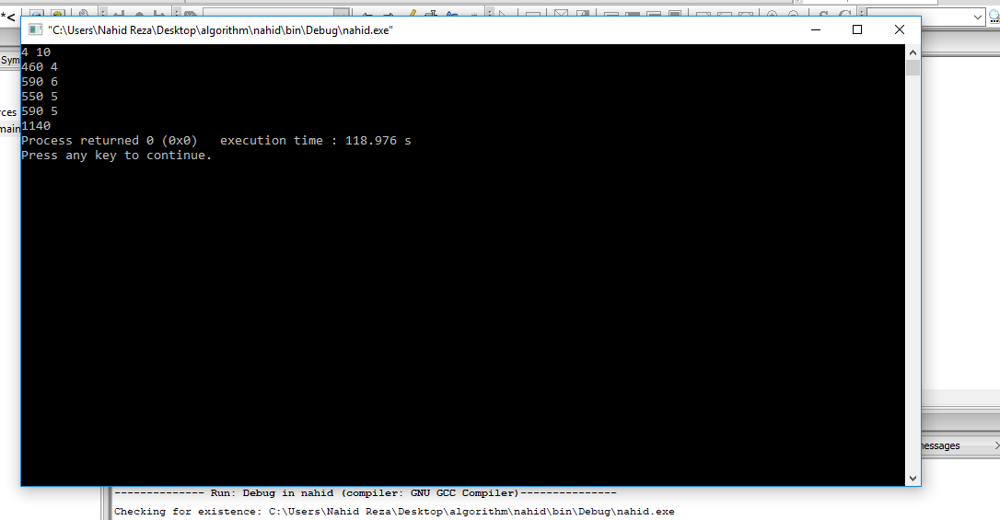 *<
"C:\Users\Nahid Reza\Desktop\algorithm\nahid\bin\Debug\nahid.exe"
Sym
rces
main
4 10
460 4
590 6
550 5
590 5
1140
Process returned 0 (0x0)   execution time : 118.976 s
Press any key to continue.
nessages
-------------- Run: Debug in nahid (compiler: GNU GCC Compiler)---------------
Checking for existence: C:\Users\Nahid Reza\Desktop\algorithm\nahid\bin\Debug\nahid.exe